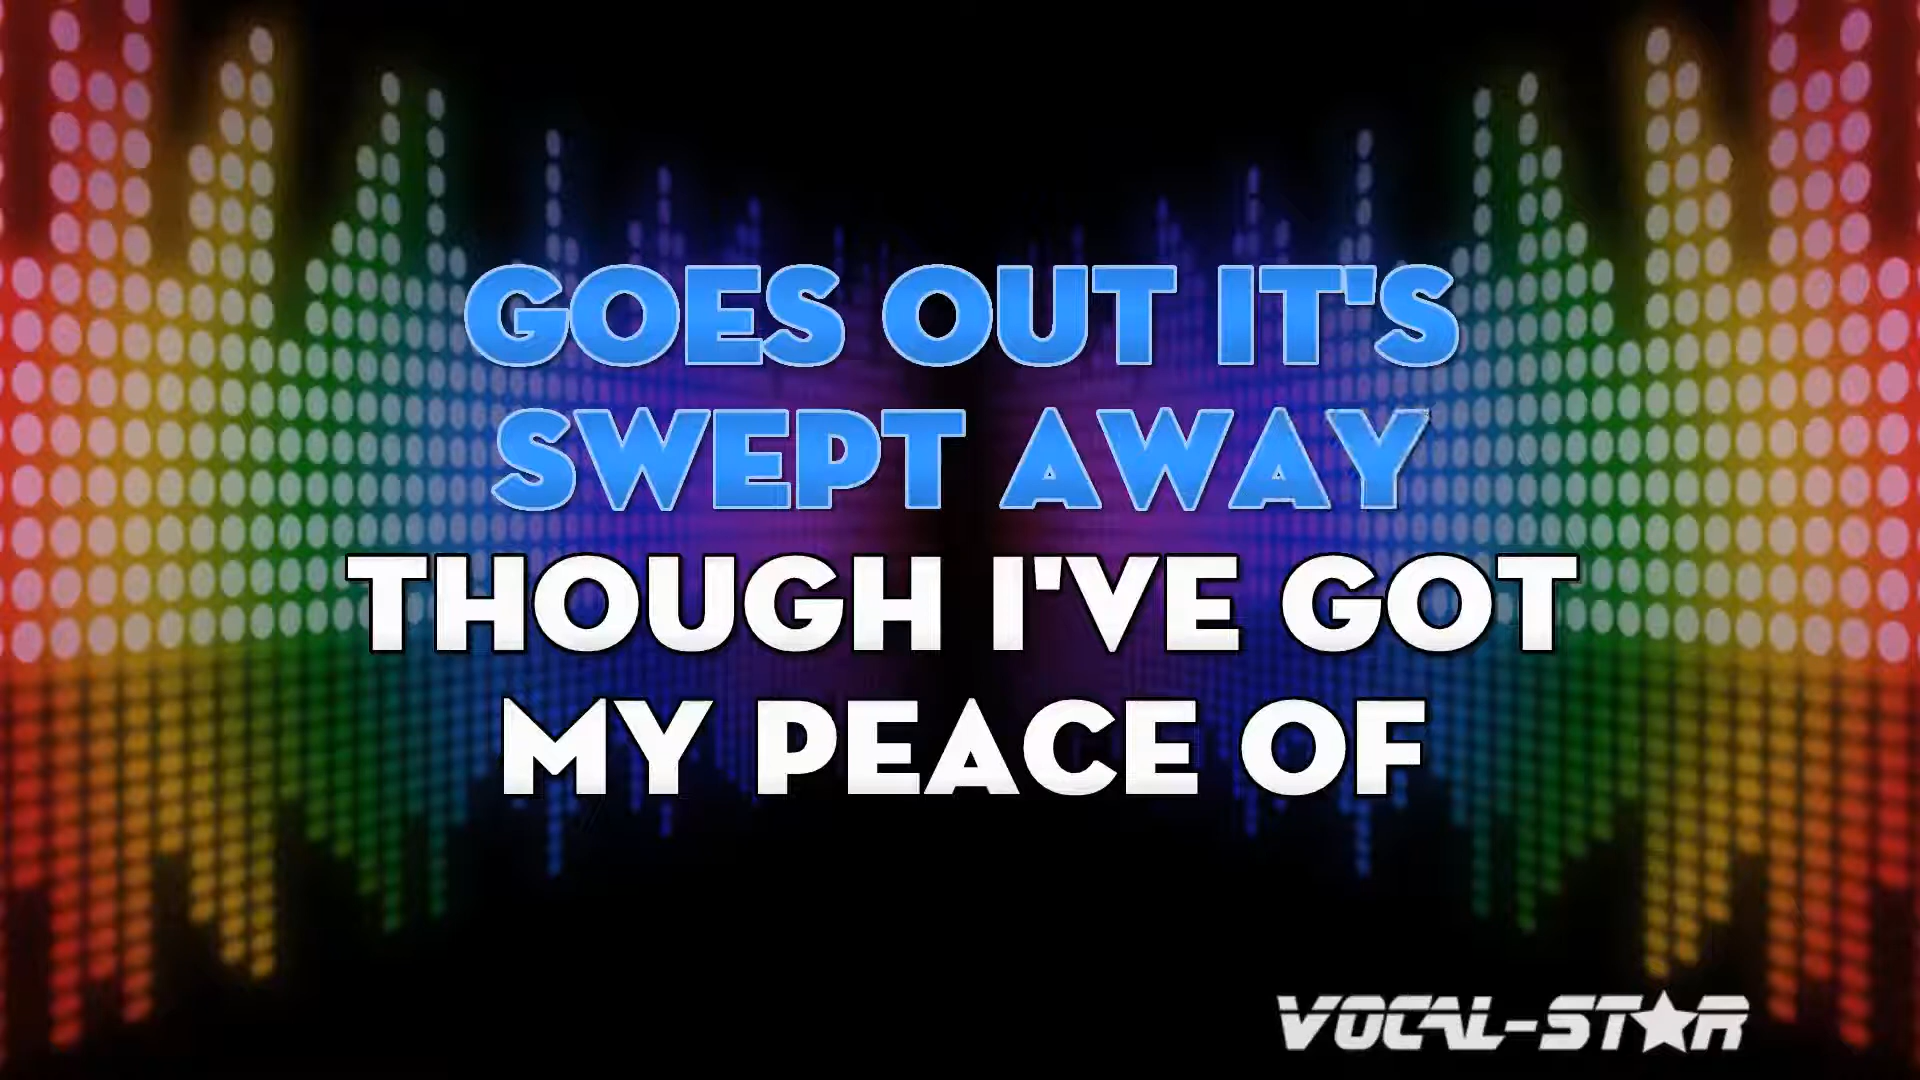 GOES OUT IT'S
SWEPT AWAY
THOUGH I'VE GOT
MY PEACE OF
VOCAL-STAR